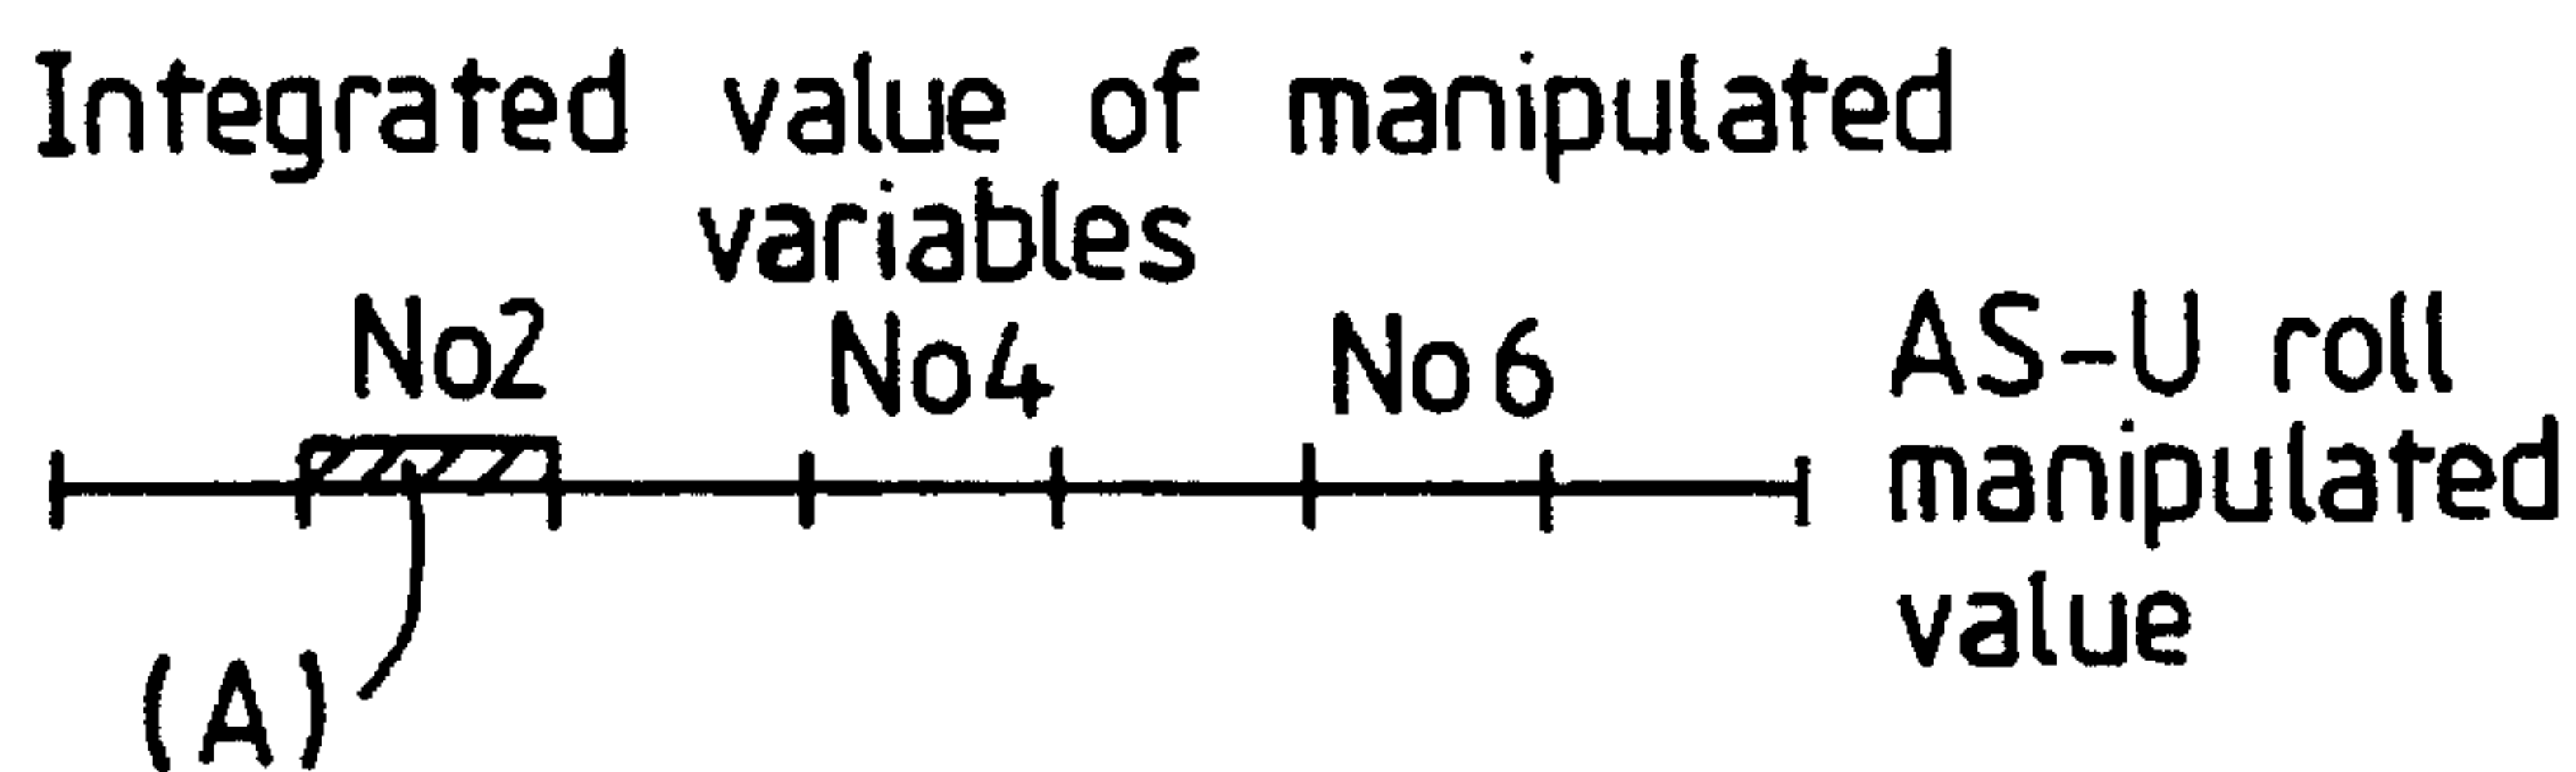 Integrated value of manipulated
variables
No2 No4 No6 AS-U roll
manipulated
value
(A)